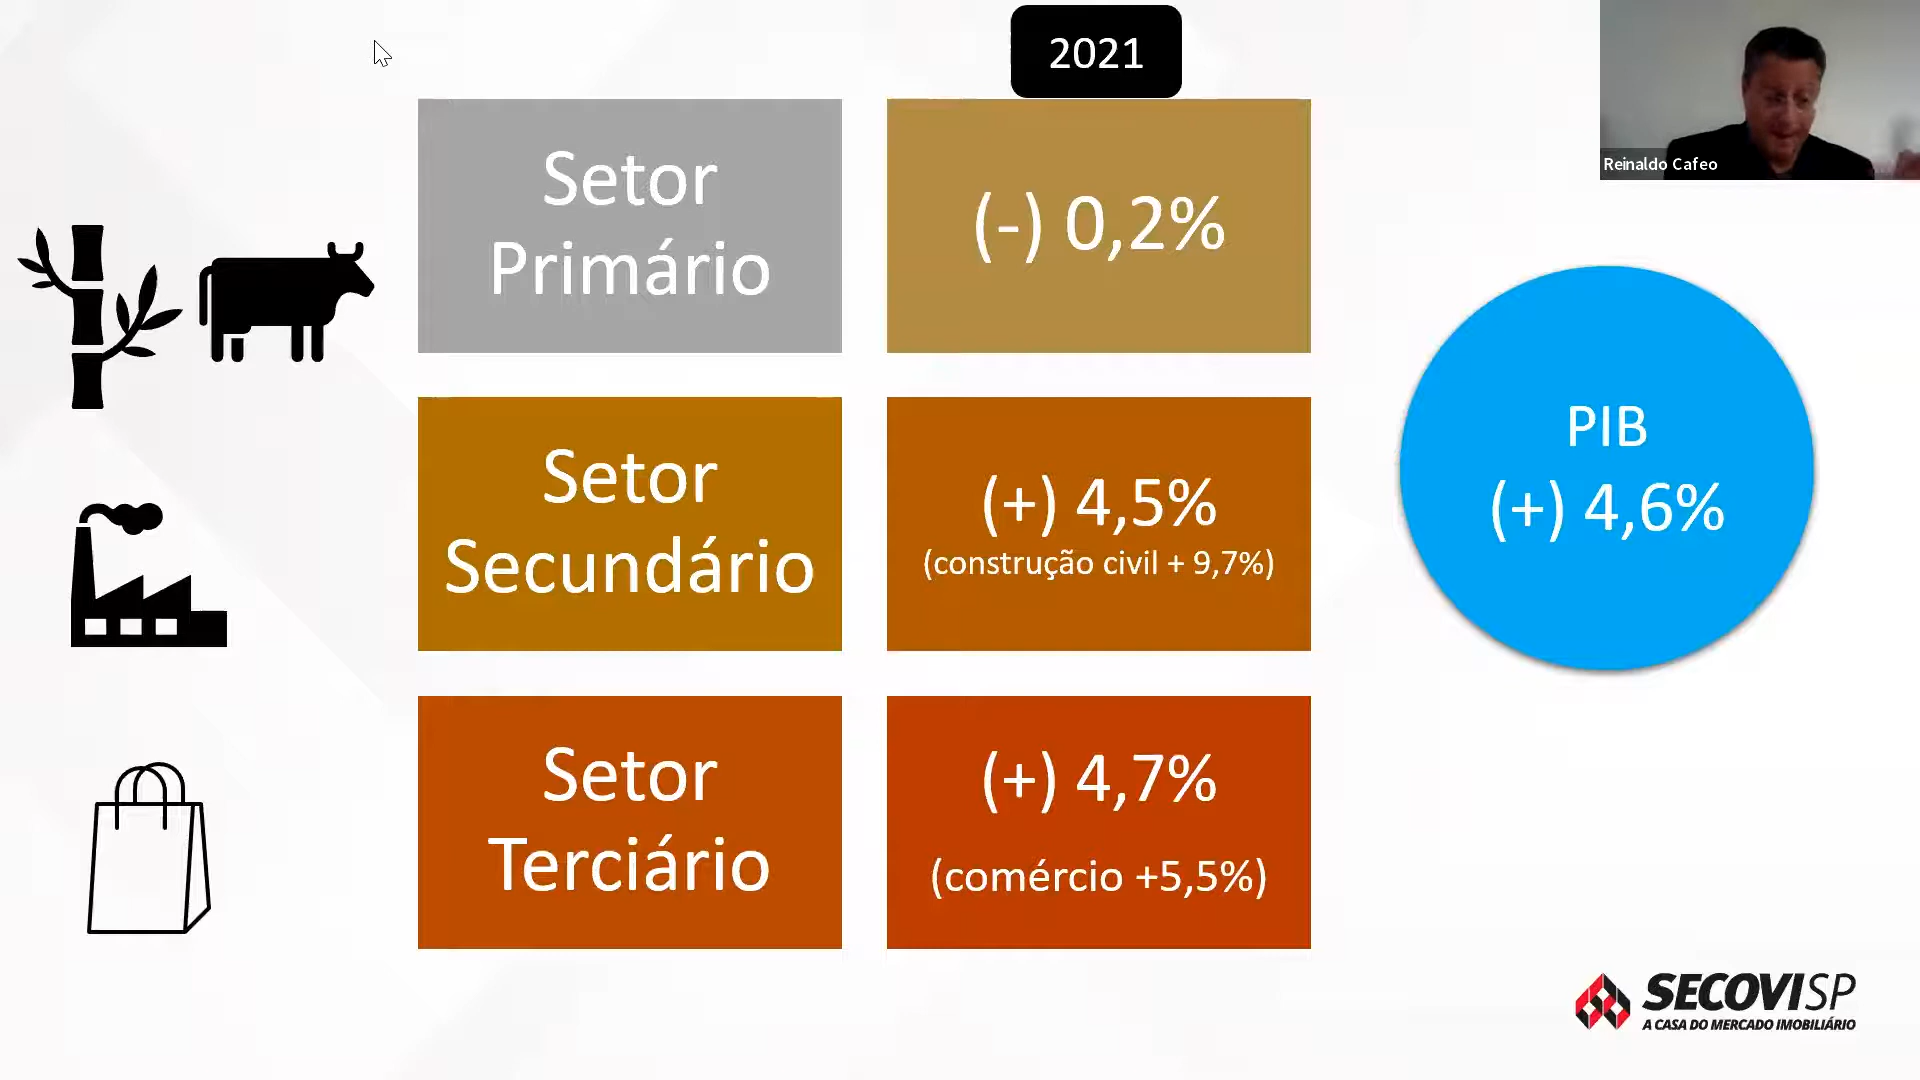 2021
Setor
Primário
(-) 0,2%
Setor
Secundário
(+) 4,5%
(construção civil + 9,7%)
Setor
Terciário
(+) 4,7%
(comércio +5,5%)
PIB
(+) 4,6%
Reinaldo Cafeo
SECOVISP
A CASA DO MERCADO IMOBILIÁRIO